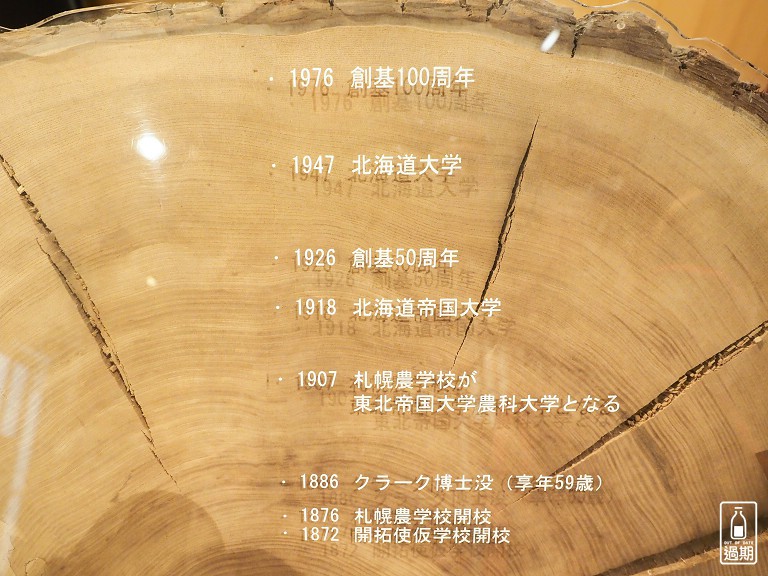 ・ 1976 創基100周年
・ 1947 北海道大学
・ 1926 創基50周年
・ 1918 北海道帝国大学
・ 1907 札幌農学校が
東北帝国大学農科大学となる
・ 1886 クラーク博士没（享年59歳）
・ 1876 札幌農学校開校
・ 1872 開拓使仮学校開校
OUT OF DATE
過期